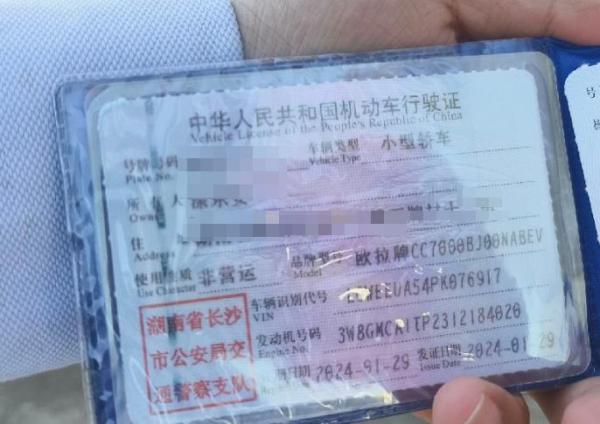 中华人民共和国机动车行驶证
Vehicle License of the People's Republic of China
号牌号码 车辆类型 小型轿车
Plate No. Vehicle Type
所有人
Owner
住
Address
使用性质 非营运 品牌型号 欧拉牌CC7000BJ00NABEV
Use Character Model
湖南省长沙
市公安局交
通警察支队
车辆识别代号
VIN
发动机号码 3W8GMCA1TP2312184020
Engine No.
日期 2024-01-29 发证日期 2024-01-29
Issue Date
号